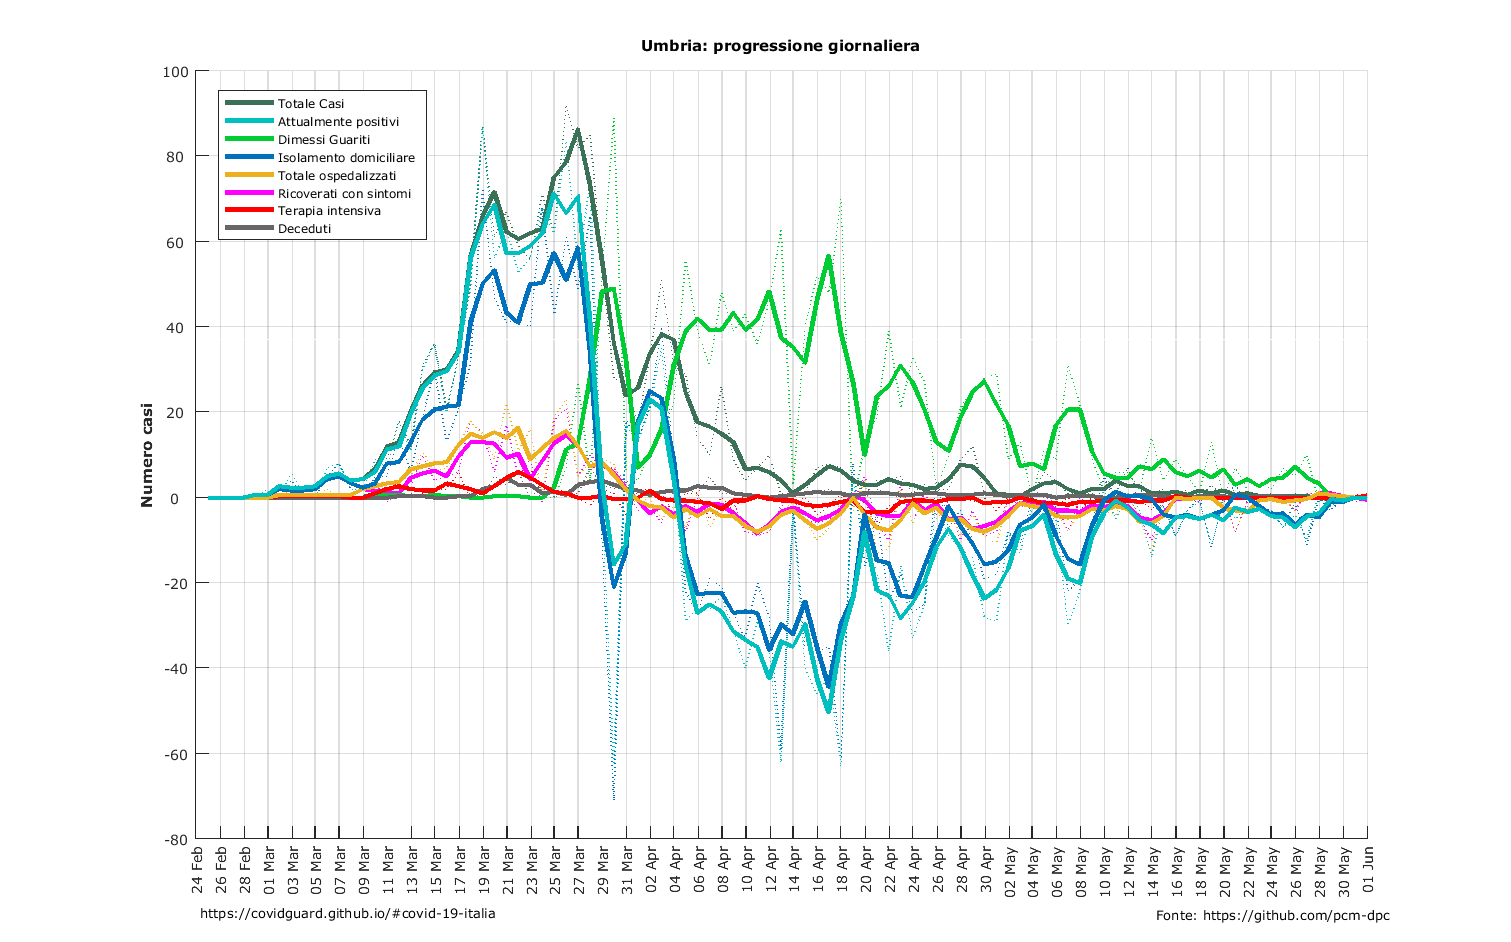 Umbria: progressione giornaliera
100
80
60
40
20
0
-20
-40
-60
-80
Numero casi
Totale Casi
Attualmente positivi
Dimessi Guariti
Isolamento domiciliare
Totale ospedalizzati
Ricoverati con sintomi
Terapia intensiva
Deceduti
24 Feb
26 Feb
28 Feb
01 Mar
03 Mar
05 Mar
07 Mar
09 Mar
11 Mar
13 Mar
15 Mar
17 Mar
19 Mar
21 Mar
23 Mar
25 Mar
27 Mar
29 Mar
31 Mar
02 Apr
04 Apr
06 Apr
08 Apr
10 Apr
12 Apr
14 Apr
16 Apr
18 Apr
20 Apr
22 Apr
24 Apr
26 Apr
28 Apr
30 Apr
02 May
04 May
06 May
08 May
10 May
12 May
14 May
16 May
18 May
20 May
22 May
24 May
26 May
28 May
30 May
01 Jun
https://covidguard.github.io/#covid-19-italia
Fonte: https://github.com/pcm-dpc